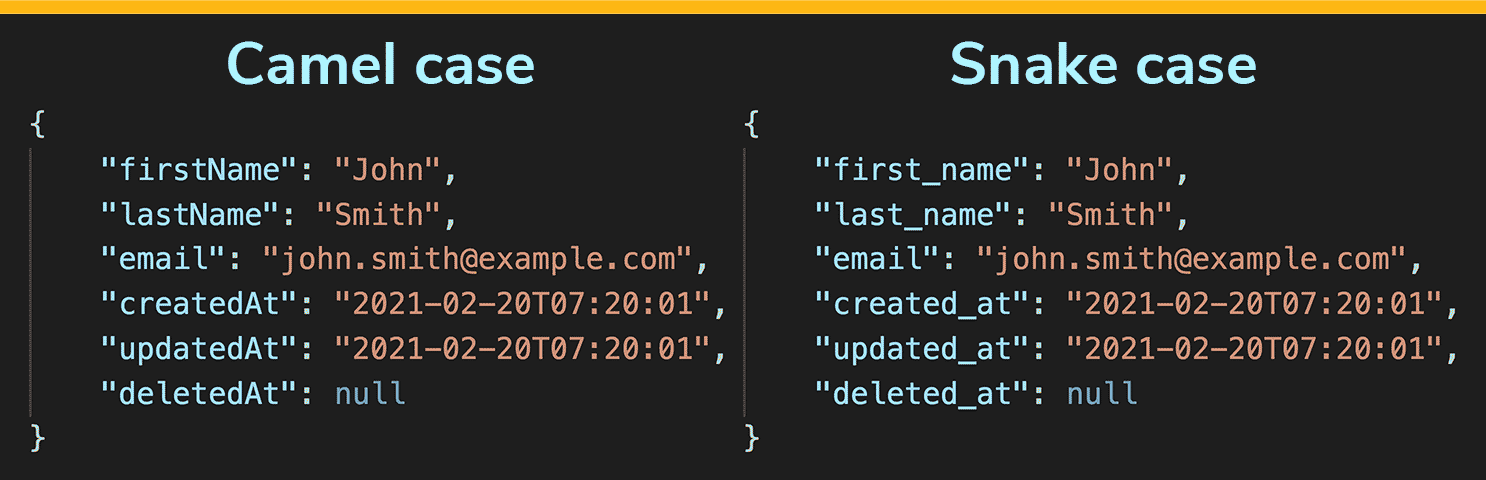 Camel case
{
"firstName": "John",
"lastName": "Smith",
"email": "john.smith@example.com",
"createdAt": "2021-02-20T07:20:01",
"updatedAt": "2021-02-20T07:20:01",
"deletedAt": null
}
Snake case
{
"first_name": "John",
"last_name": "Smith",
"email": "john.smith@example.com",
"created_at": "2021-02-20T07:20:01",
"updated_at": "2021-02-20T07:20:01",
"deleted_at": null
}